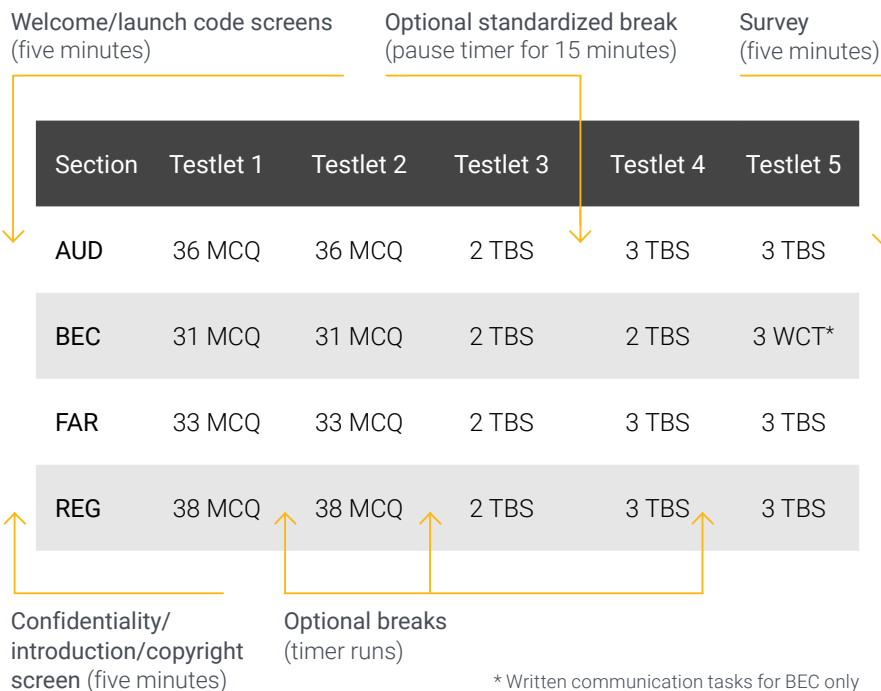 Welcome/launch code screens
(five minutes)
Optional standardized break
(pause timer for 15 minutes)
Survey
(five minutes)
Section Testlet 1 Testlet 2 Testlet 3 Testlet 4 Testlet 5
AUD 36 MCQ 36 MCQ 2 TBS 3 TBS 3 TBS
BEC 31 MCQ 31 MCQ 2 TBS 2 TBS 3 WCT*
FAR 33 MCQ 33 MCQ 2 TBS 3 TBS 3 TBS
REG 38 MCQ 38 MCQ 2 TBS 3 TBS 3 TBS
Confidentiality/
introduction/copyright
screen (five minutes)
Optional breaks
(timer runs)
* Written communication tasks for BEC only